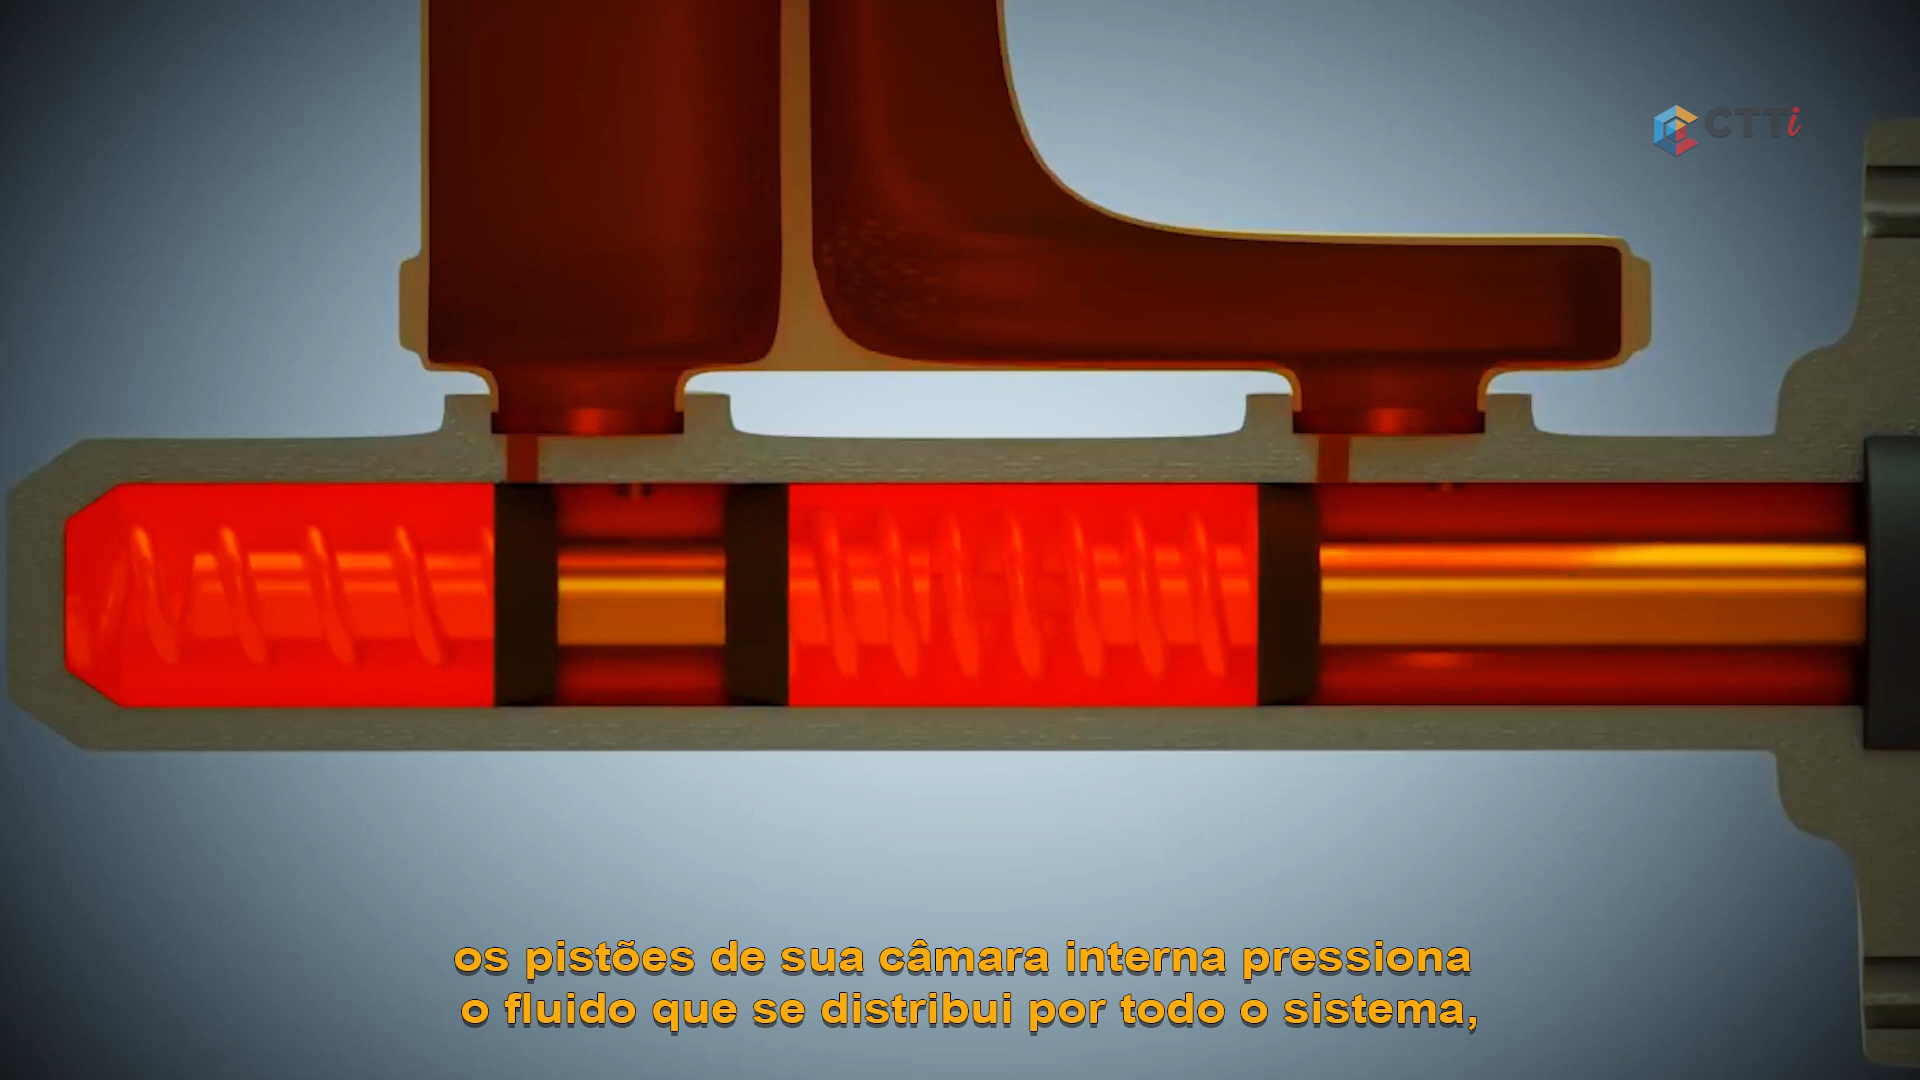 CTTi
os pistões de sua câmara interna pressiona
o fluido que se distribui por todo o sistema,